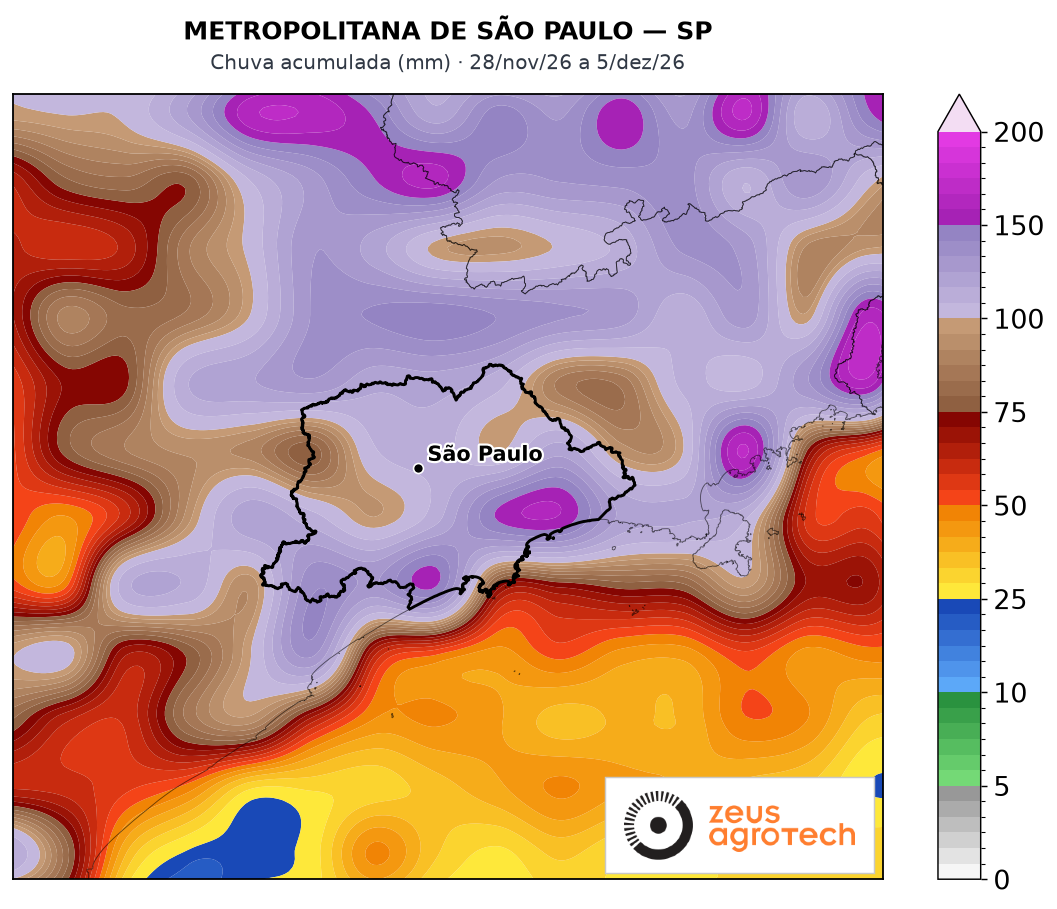 METROPOLITANA DE SÃO PAULO — SP
Chuva acumulada (mm) · 28/nov/26 a 5/dez/26
São Paulo
200
150
100
75
50
25
10
5
0
zeus
agrotech